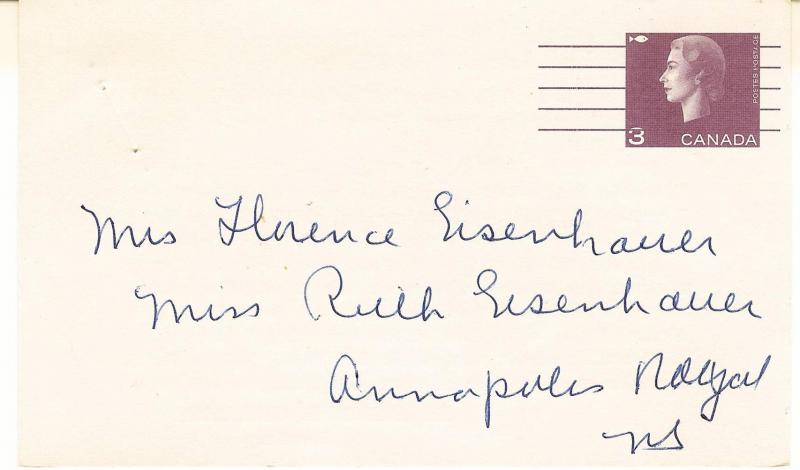 POSTES POSTAGE
3 CANADA
Mrs Florence Eisenhauer
Miss Ruth Eisenhauer
Annapolis Royal
NS